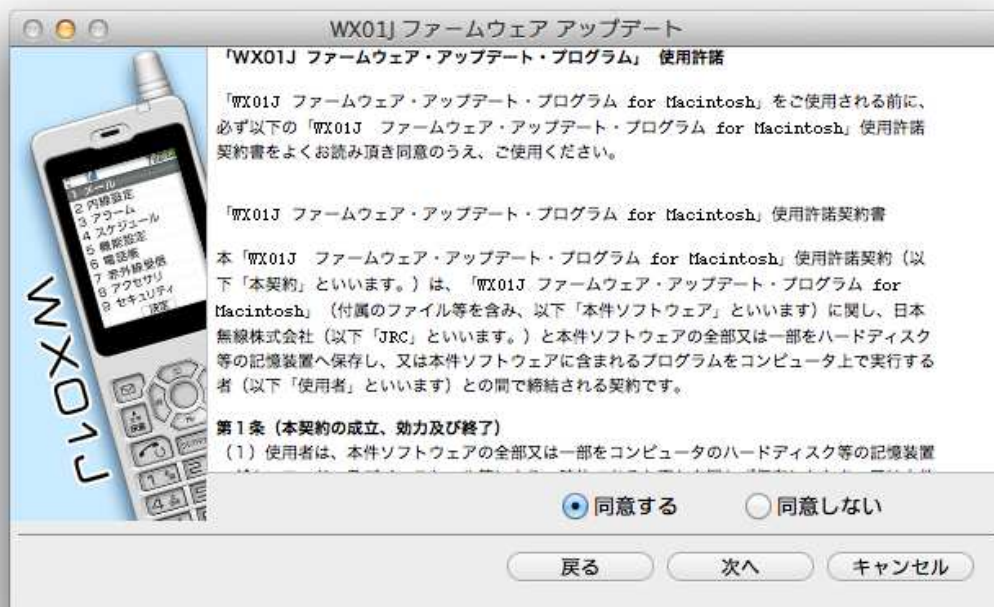 WX01J ファームウェア アップデート
「WX01J ファームウェア・アップデート・プログラム」 使用許諾
「WX01J ファームウェア・アップデート・プログラム for Macintosh」をご使用される前に、
必ず以下の「WX01J ファームウェア・アップデート・プログラム for Macintosh」使用許諾
契約書をよくお読み頂き同意のうえ、ご使用ください。
「WX01J ファームウェア・アップデート・プログラム for Macintosh」使用許諾契約書
本「WX01J ファームウェア・アップデート・プログラム for Macintosh」使用許諾契約（以
下「本契約」といいます。）は、「WX01J ファームウェア・アップデート・プログラム for
Macintosh」（付属のファイル等を含み、以下「本件ソフトウェア」といいます）に関し、日本
無線株式会社（以下「JRC」といいます。）と本件ソフトウェアの全部又は一部をハードディスク
等の記憶装置へ保存し、又は本件ソフトウェアに含まれるプログラムをコンピュータ上で実行する
者（以下「使用者」といいます）との間で締結される契約です。
第１条（本契約の成立、効力及び終了）
（１）使用者は、本件ソフトウェアの全部又は一部をコンピュータのハードディスク等の記憶装置
1 メール
2 内線設定
3 アラーム
4 スケジュール
5 機能設定
6 電話帳
7 赤外線受信
8 アクセサリ
9 セキュリティ
決定
WX01J
同意する
同意しない
戻る
次へ
キャンセル